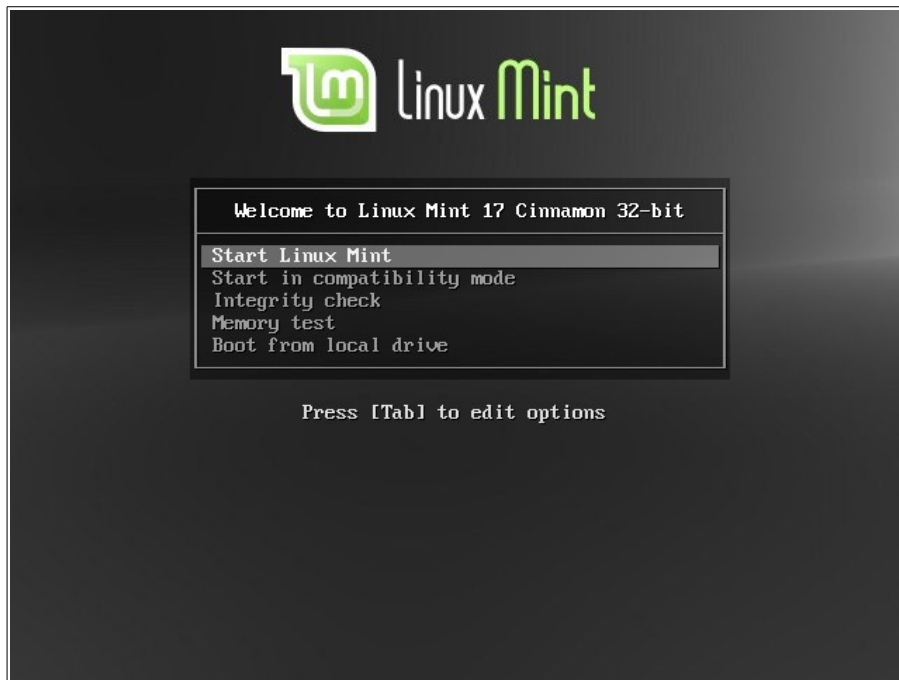 Linux Mint
Welcome to Linux Mint 17 Cinnamon 32-bit
Start Linux Mint
Start in compatibility mode
Integrity check
Memory test
Boot from local drive
Press [Tab] to edit options